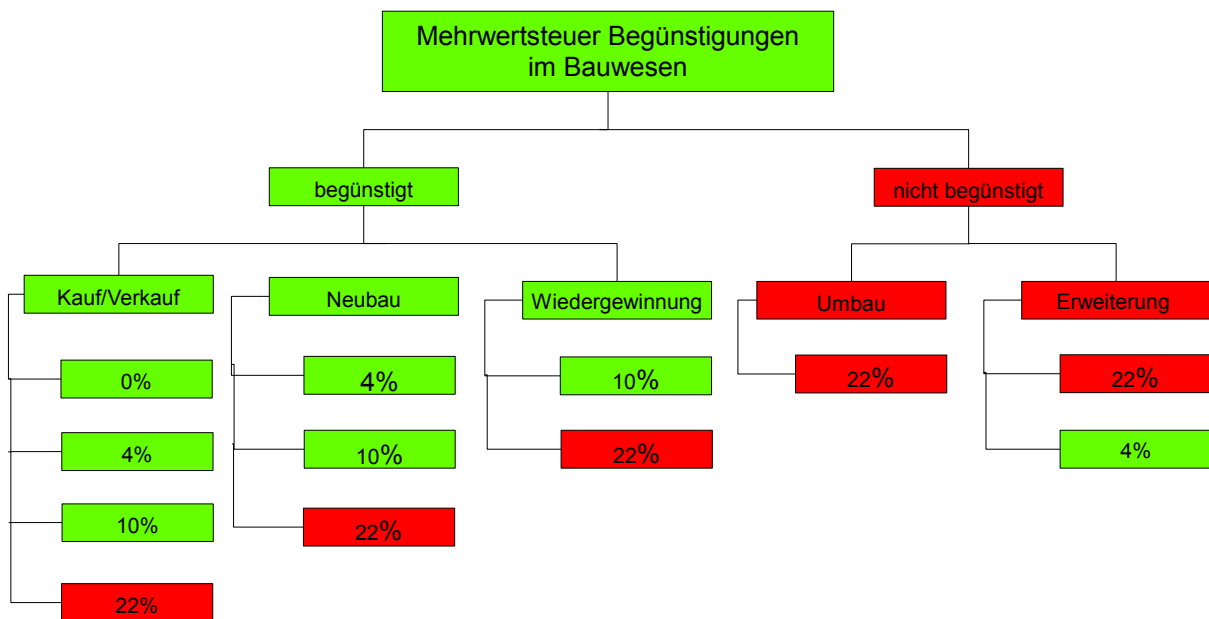 Mehrwertsteuer Begünstigungen
im Bauwesen
begünstigt
nicht begünstigt
Kauf/Verkauf
Neubau
Wiedergewinnung
Umbau
Erweiterung
0%
4%
10%
22%
22%
4%
10%
22%
4%
10%
22%
22%